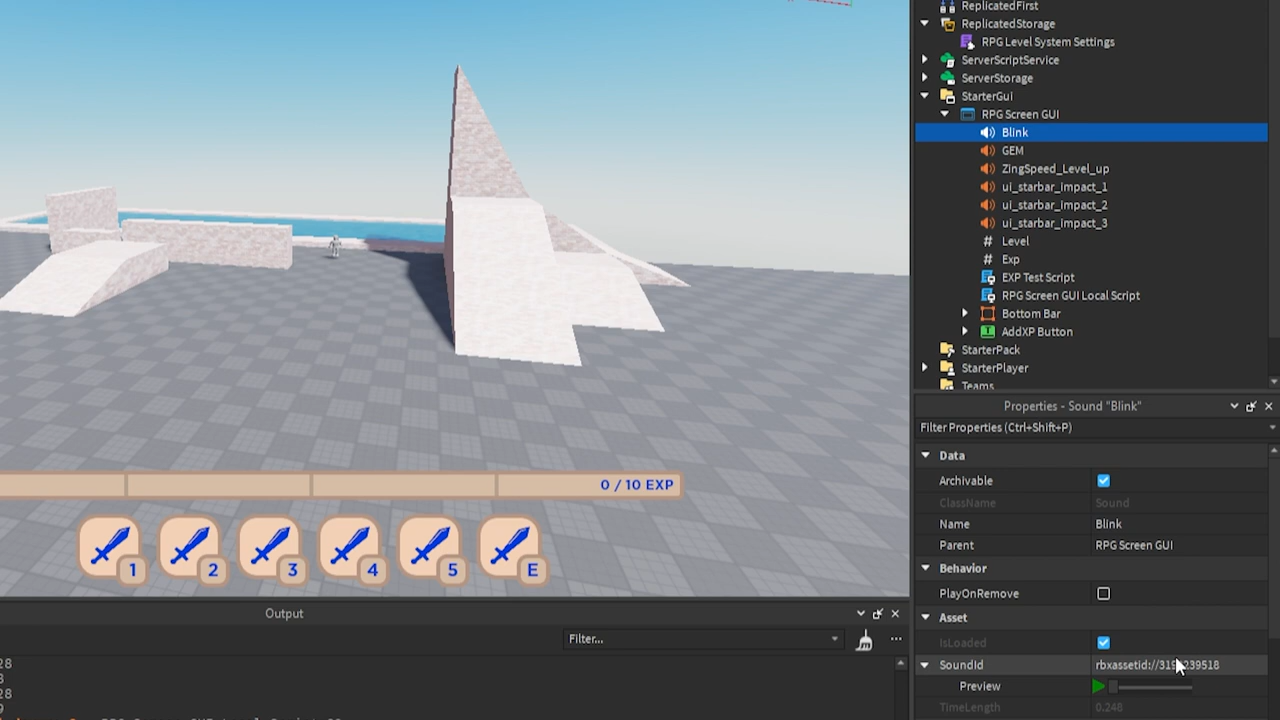 ReplicatedFirst
ReplicatedStorage
RPG Level System Settings
ServerScriptService
ServerStorage
StarterGui
RPG Screen GUI
Blink
GEM
ZingSpeed_Level_up
ui_starbar_impact_1
ui_starbar_impact_2
ui_starbar_impact_3
# Level
# Exp
EXP Test Script
RPG Screen GUI Local Script
Bottom Bar
AddXP Button
StarterPack
StarterPlayer
Teams
Properties - Sound "Blink"
Filter Properties (Ctrl+Shift+P)
Data
Archivable
ClassName Sound
Name Blink
Parent RPG Screen GUI
Behavior
PlayOnRemove
Asset
IsLoaded
SoundId
Preview
TimeLength 0.248
0 / 10 EXP
1 2 3 4 5 E
Output
Filter...
28
28